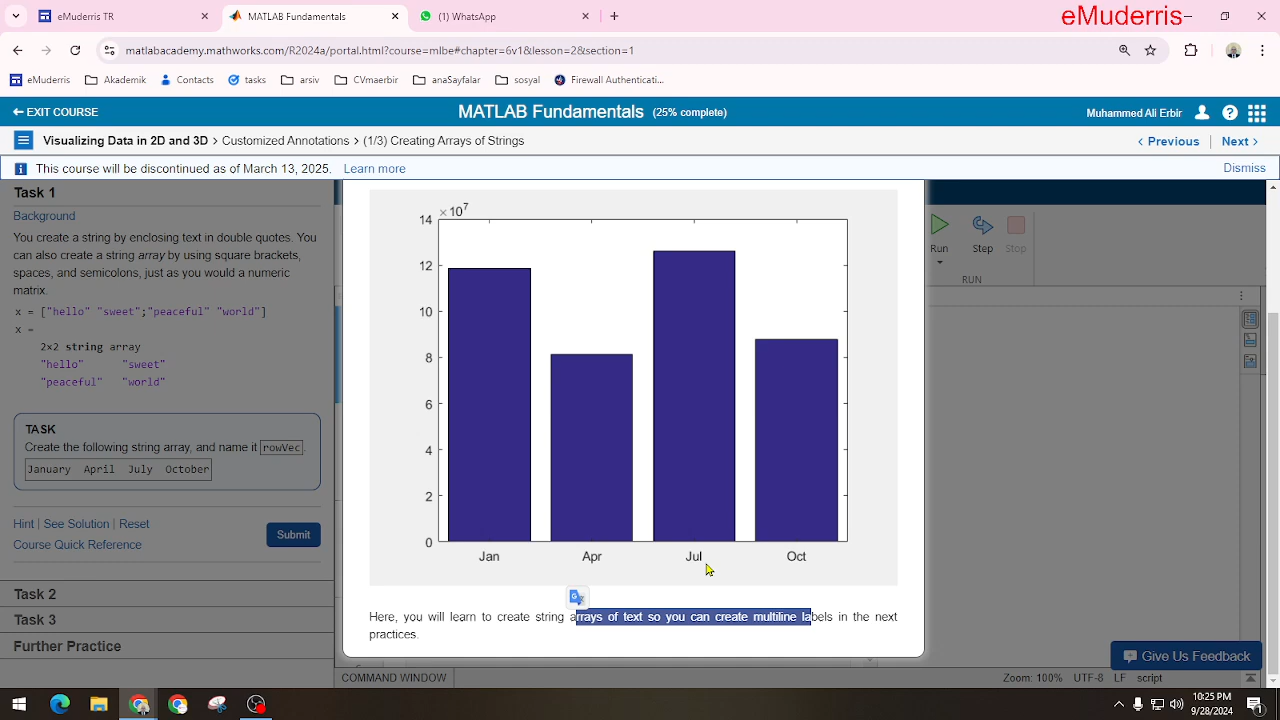 eMuderris TR
MATLAB Fundamentals
(1) WhatsApp
eMuderris
matlabacademy.mathworks.com/R2024a/portal.html?course=mlbe#chapter=6v1&lesson=2&section=1
eMuderris
Akademik
Contacts
tasks
arsiv
CVmaerbir
anaSayfalar
sosyal
Firewall Authenticati...
EXIT COURSE
MATLAB Fundamentals (25% complete)
Muhammed Ali Erbir
Visualizing Data in 2D and 3D > Customized Annotations > (1/3) Creating Arrays of Strings
< Previous | Next >
This course will be discontinued as of March 13, 2025. Learn more
Dismiss
Task 1
Background
You create a string by enclosing text in double quotes. You
can also create a string array by using square brackets,
spaces, and semicolons, just as you would a numeric
matrix.
x = ["hello" "sweet";"peaceful" "world"]
x =
2×2 string array
"hello" "sweet"
"peaceful" "world"
TASK
Create the following string array, and name it rowVec.
January April July October
Hint | See Solution | Reset
Course Quick Reference
Submit
Task 2
Task 3
Further Practice
×10^7
14
12
10
8
6
4
2
0
Jan Apr Jul Oct
Here, you will learn to create string arrays of text so you can create multiline labels in the next
practices.
Run
Step
Stop
RUN
Give Us Feedback
COMMAND WINDOW
Zoom: 100% UTF-8 LF script
10:25 PM
9/28/2024